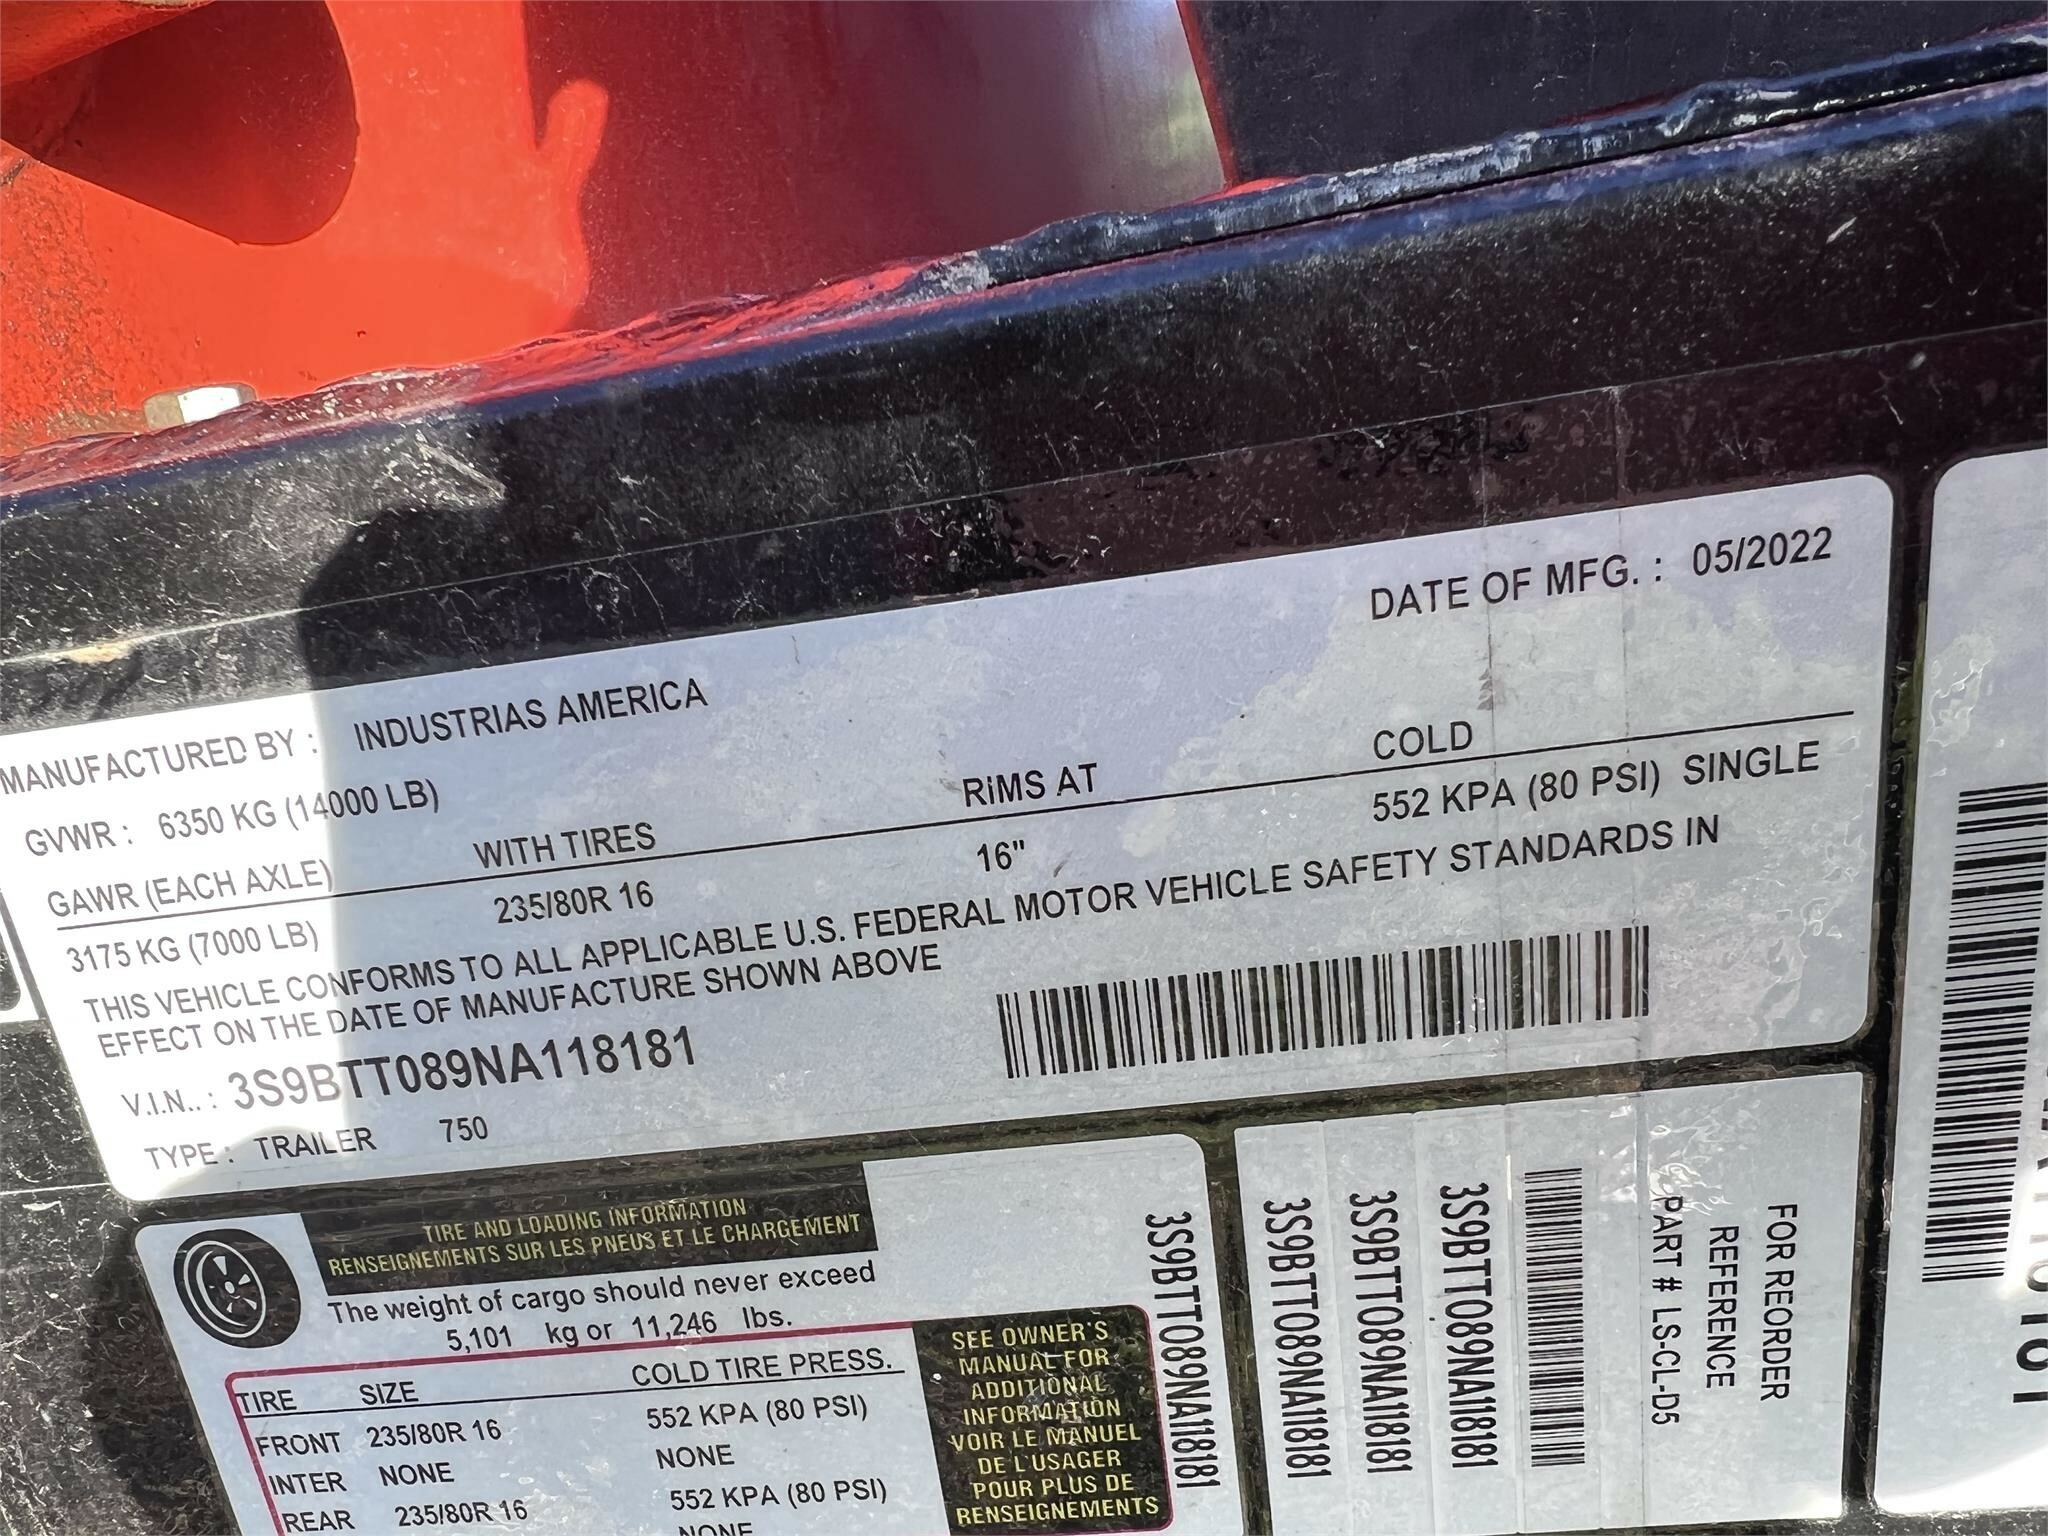 DATE OF MFG. : 05/2022
MANUFACTURED BY : INDUSTRIAS AMERICA
GVWR : 6350 KG (14000 LB)
GAWR (EACH AXLE) WITH TIRES RiMS AT COLD
3175 KG (7000 LB) 235/80R 16 16" 552 KPA (80 PSI) SINGLE
THIS VEHICLE CONFORMS TO ALL APPLICABLE U.S. FEDERAL MOTOR VEHICLE SAFETY STANDARDS IN
EFFECT ON THE DATE OF MANUFACTURE SHOWN ABOVE
V.I.N.. : 3S9BTT089NA118181
TYPE : TRAILER 750
TIRE AND LOADING INFORMATION
RENSEIGNEMENTS SUR LES PNEUS ET LE CHARGEMENT
The weight of cargo should never exceed
5,101 kg or 11,246 lbs.
TIRE SIZE COLD TIRE PRESS.
FRONT 235/80R 16 552 KPA (80 PSI)
INTER NONE NONE
REAR 235/80R 16 552 KPA (80 PSI)
NONE
SEE OWNER'S
MANUAL FOR
ADDITIONAL
INFORMATION
VOIR LE MANUEL
DE L'USAGER
POUR PLUS DE
RENSEIGNEMENTS
3S9BTT089NA118181
3S9BTT089NA118181
3S9BTT089NA118181
3S9BTT089NA118181
FOR REORDER
REFERENCE
PART # LS-CL-D5